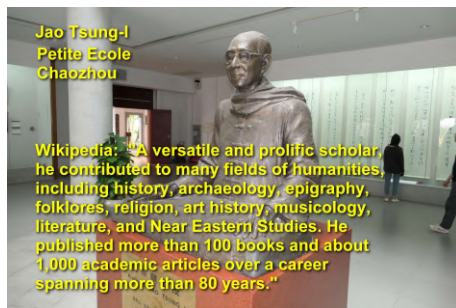 Jao Tsung-I
Petite Ecole
Chaozhou
Wikipedia:  "A versatile and prolific scholar,
he contributed to many fields of humanities,
including history, archaeology, epigraphy,
folklores, religion, art history, musicology,
literature, and Near Eastern Studies. He
published more than 100 books and about
1,000 academic articles over a career
spanning more than 80 years."